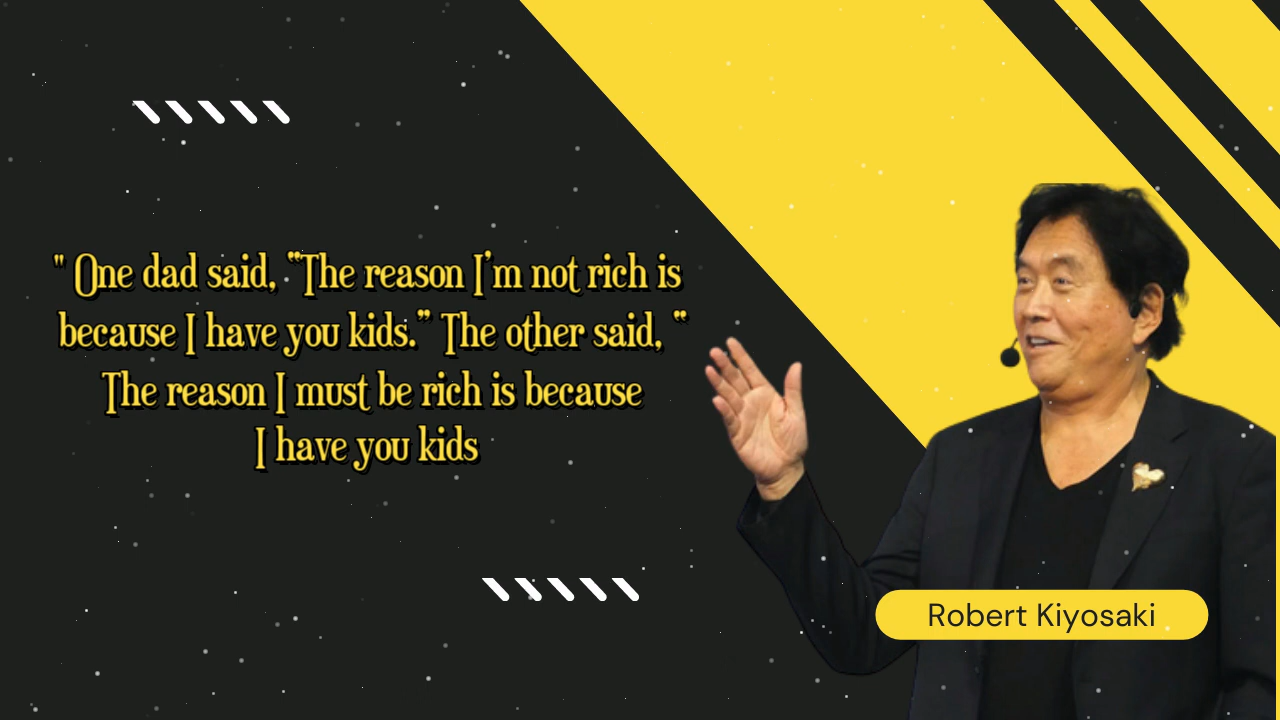 " One dad said, “The reason I’m not rich is
because I have you kids.” The other said, “
The reason I must be rich is because
I have you kids
Robert Kiyosaki